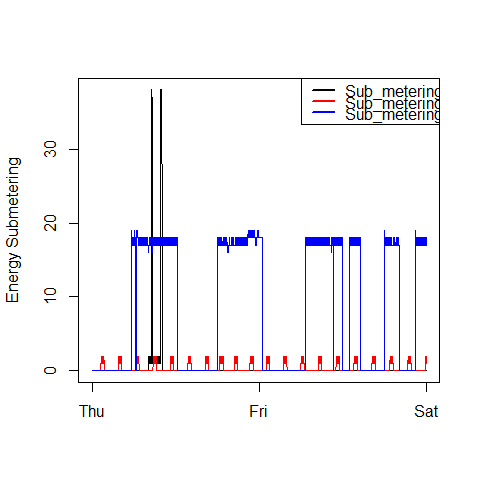 Sub_metering
Sub_metering
Sub_metering
Energy Submetering
30
20
10
0
Thu
Fri
Sat